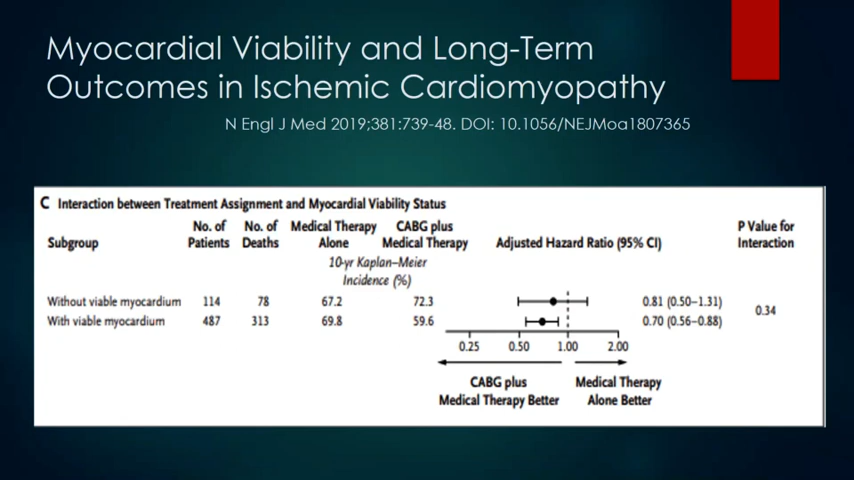 Myocardial Viability and Long-Term
Outcomes in Ischemic Cardiomyopathy
N Engl J Med 2019;381:739-48. DOI: 10.1056/NEJMoa1807365
C Interaction between Treatment Assignment and Myocardial Viability Status
Subgroup No. of Patients No. of Deaths Medical Therapy Alone CABG plus Medical Therapy Adjusted Hazard Ratio (95% CI) P Value for Interaction
10-yr Kaplan–Meier
Incidence (%)
Without viable myocardium 114 78 67.2 72.3 0.81 (0.50–1.31)
0.34
With viable myocardium 487 313 69.8 59.6 0.70 (0.56–0.88)
0.25 0.50 1.00 2.00
CABG plus Medical Therapy Better
Medical Therapy Alone Better